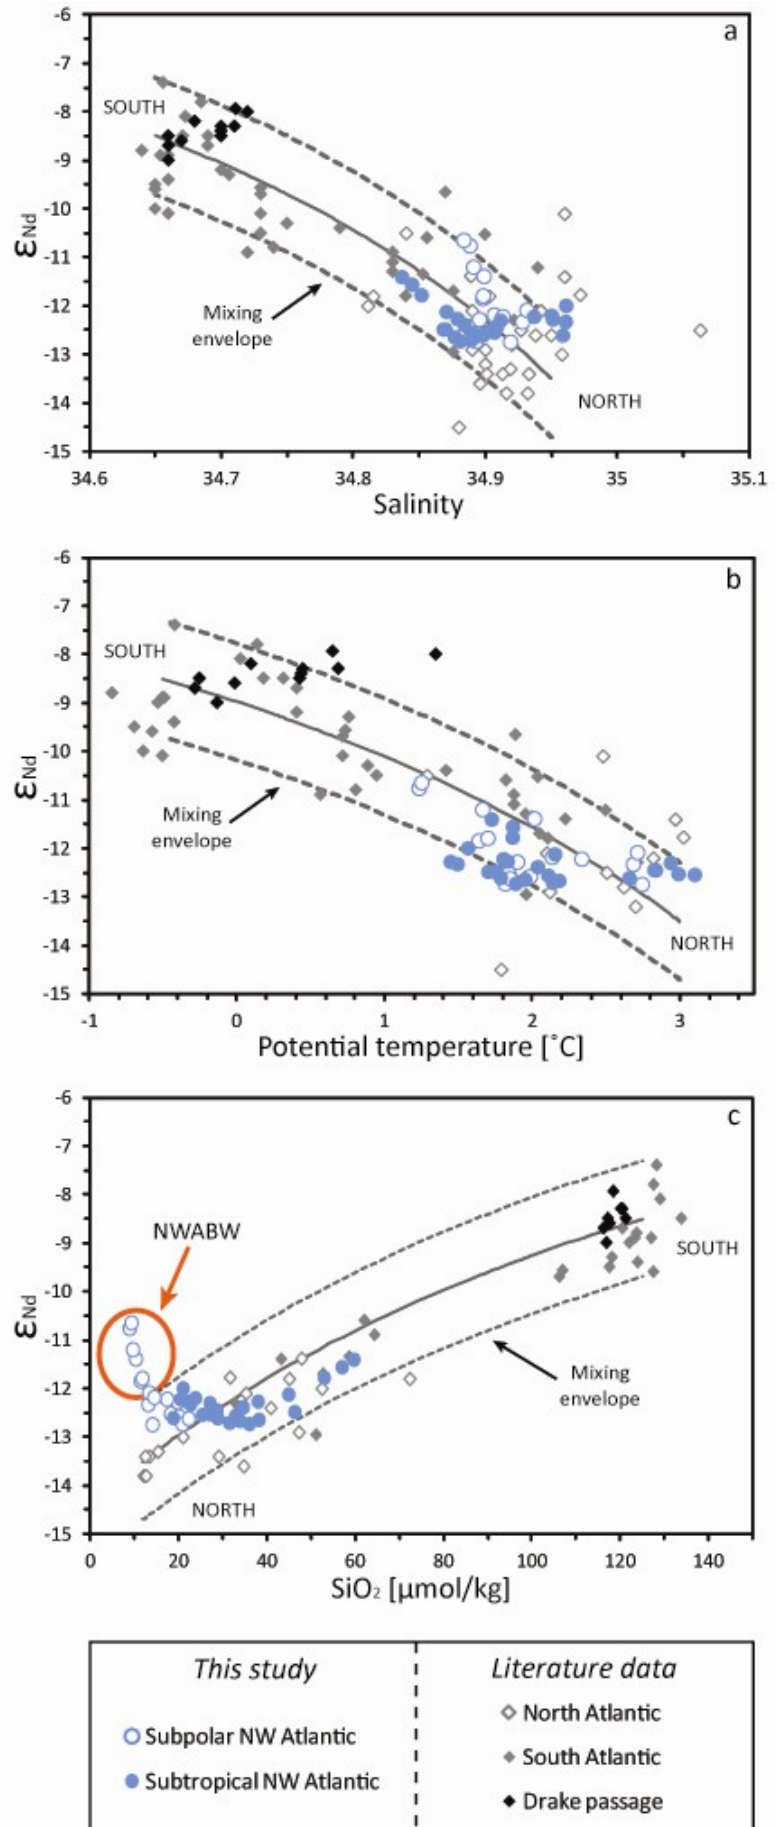 a
-6
-7
-8
-9
-10
-11
-12
-13
-14
-15
εNd
SOUTH
Mixing
envelope
NORTH
34.6 34.7 34.8 34.9 35 35.1
Salinity
b
-6
-7
-8
-9
-10
-11
-12
-13
-14
-15
εNd
SOUTH
Mixing
envelope
NORTH
-1 0 1 2 3
Potential temperature [˚C]
c
-6
-7
-8
-9
-10
-11
-12
-13
-14
-15
εNd
NWABW
SOUTH
Mixing
envelope
NORTH
0 20 40 60 80 100 120 140
SiO₂ [µmol/kg]
This study
Subpolar NW Atlantic
Subtropical NW Atlantic
Literature data
North Atlantic
South Atlantic
Drake passage